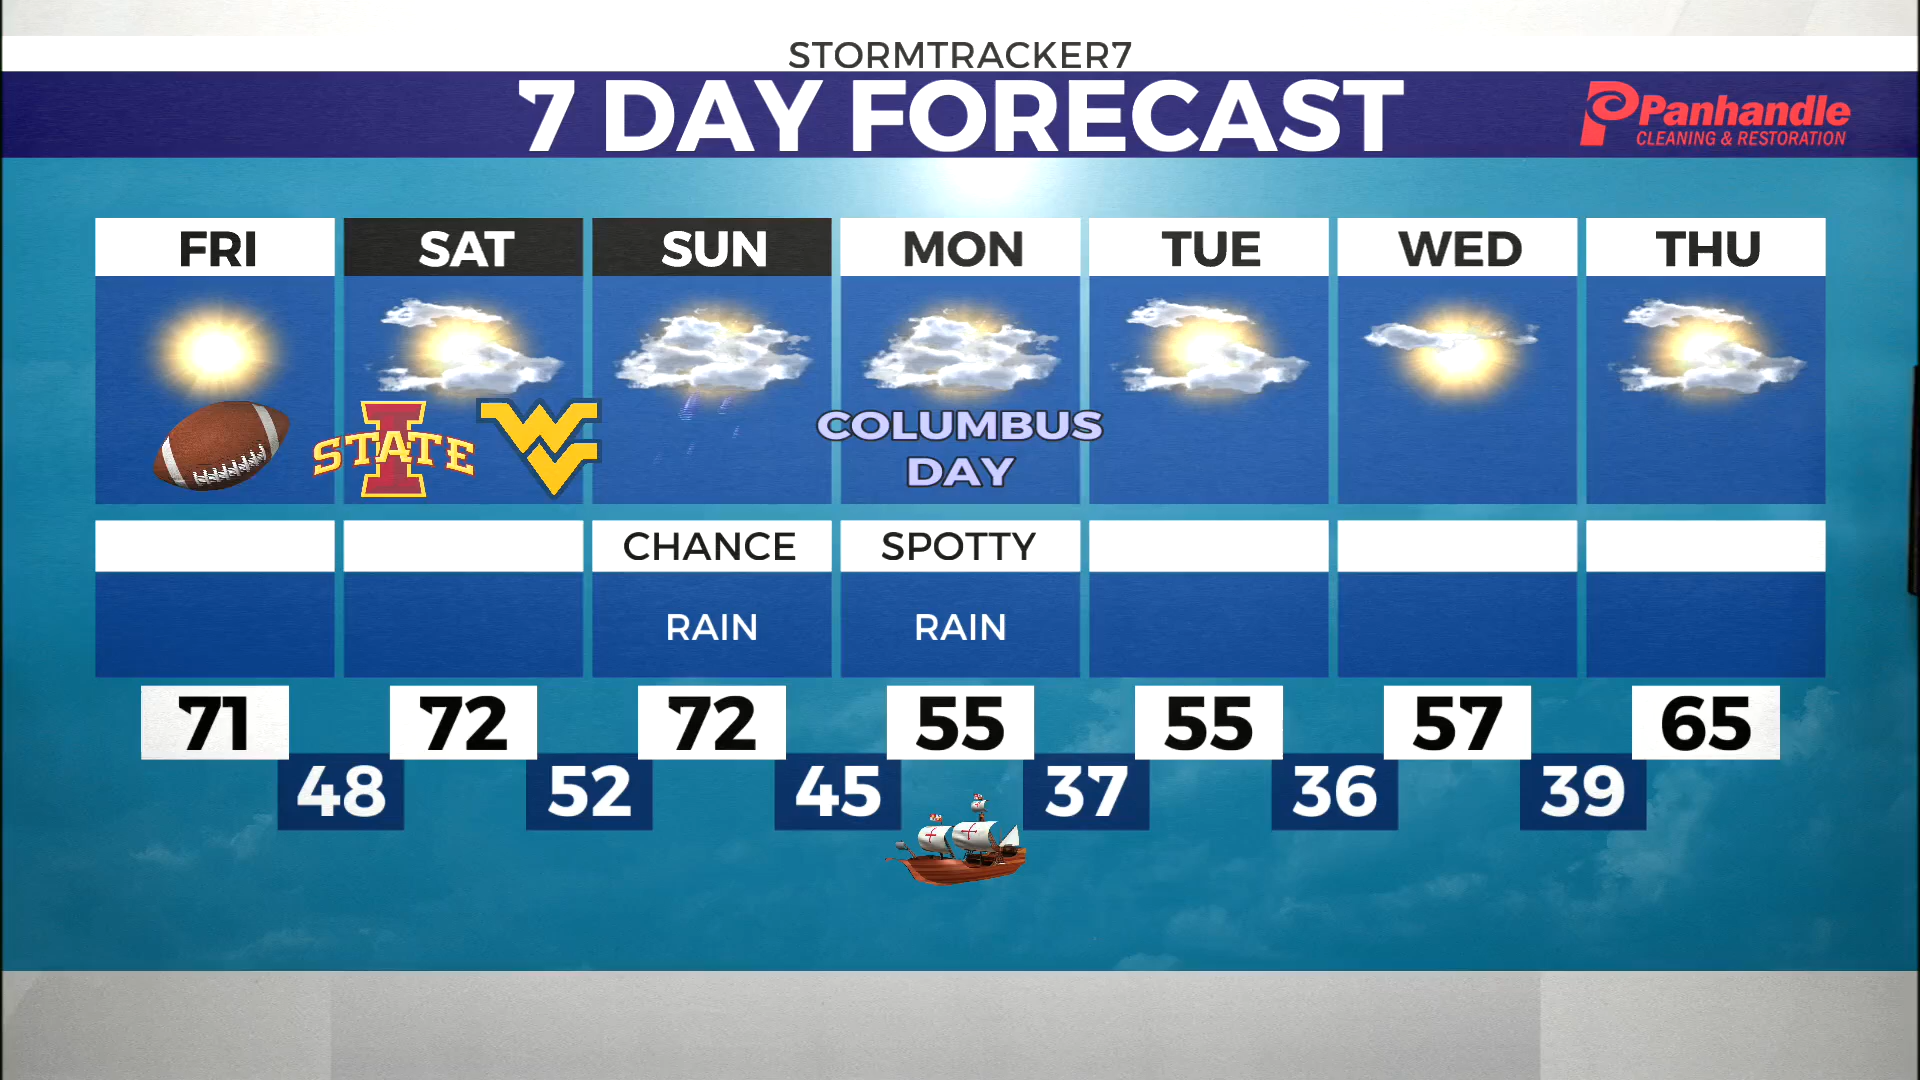 STORMTRACKER7
7 DAY FORECAST
Panhandle
CLEANING & RESTORATION
FRI SAT SUN MON TUE WED THU
I STATE WV
COLUMBUS
DAY
CHANCE SPOTTY
RAIN RAIN
71 72 72 55 55 57 65
48 52 45 37 36 39